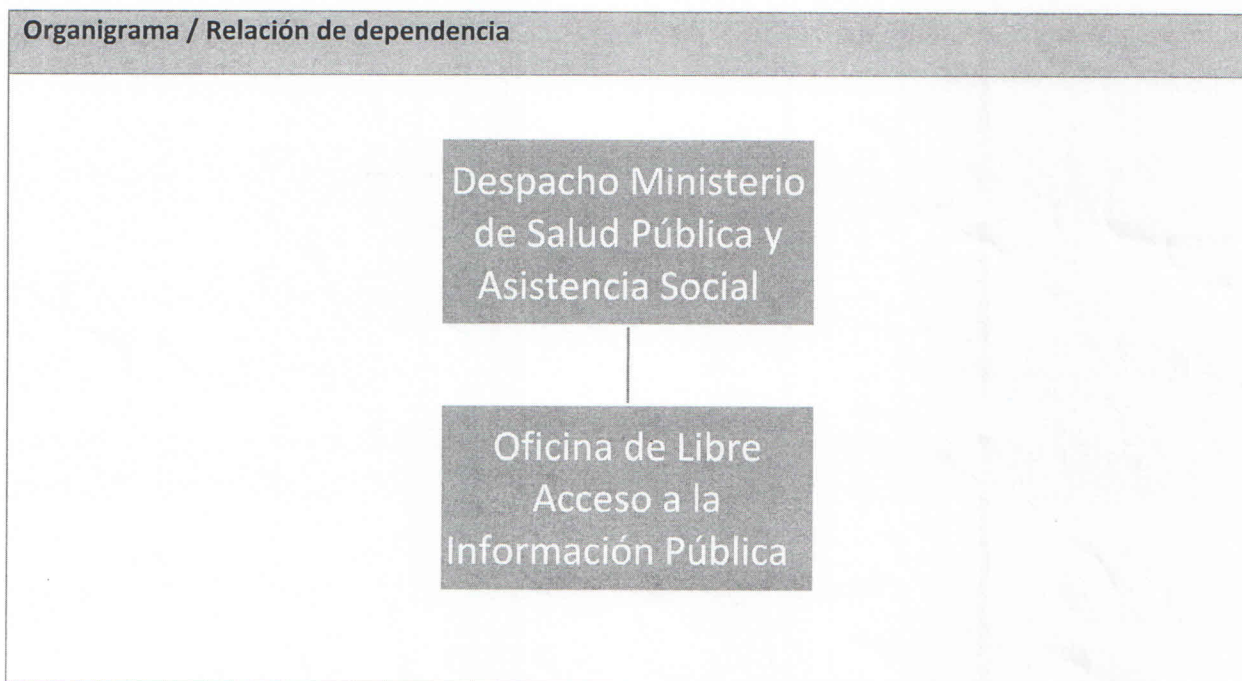 Organigrama / Relación de dependencia
Despacho Ministerio
de Salud Pública y
Asistencia Social
Oficina de Libre
Acceso a la
Información Pública